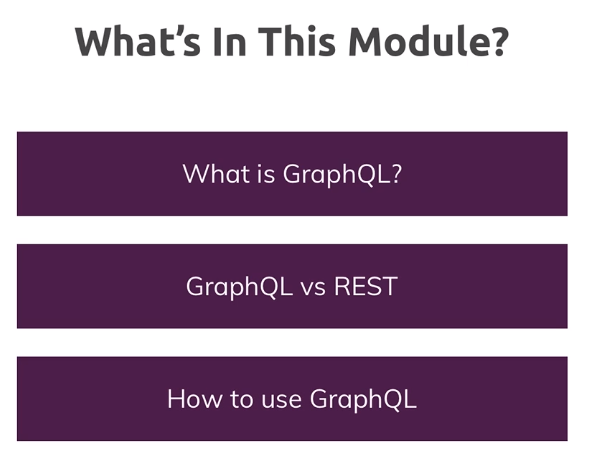 What’s In This Module?
What is GraphQL?
GraphQL vs REST
How to use GraphQL